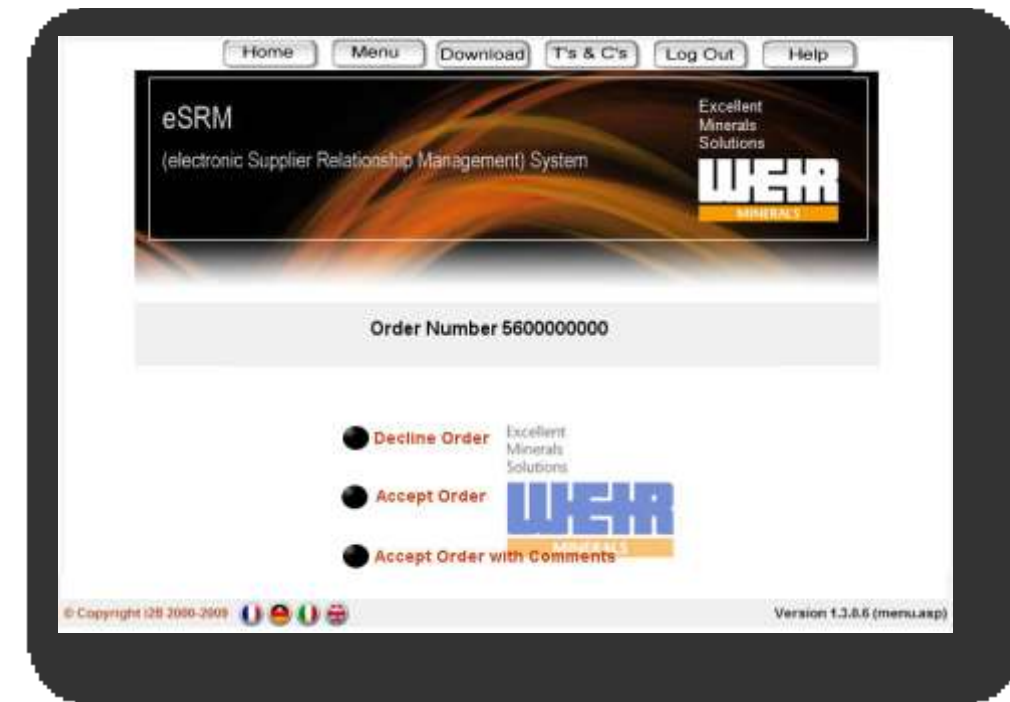 Home Menu Download T's & C's Log Out Help
eSRM
(electronic Supplier Relationship Management) System
Excellent
Minerals
Solutions
WEIR
MINERALS
Order Number 5600000000
Decline Order
Excellent
Minerals
Solutions
Accept Order
WEIR
MINERALS
Accept Order with Comments
© Copyright i2B 2000-2009
Version 1.3.0.6 (menu.asp)